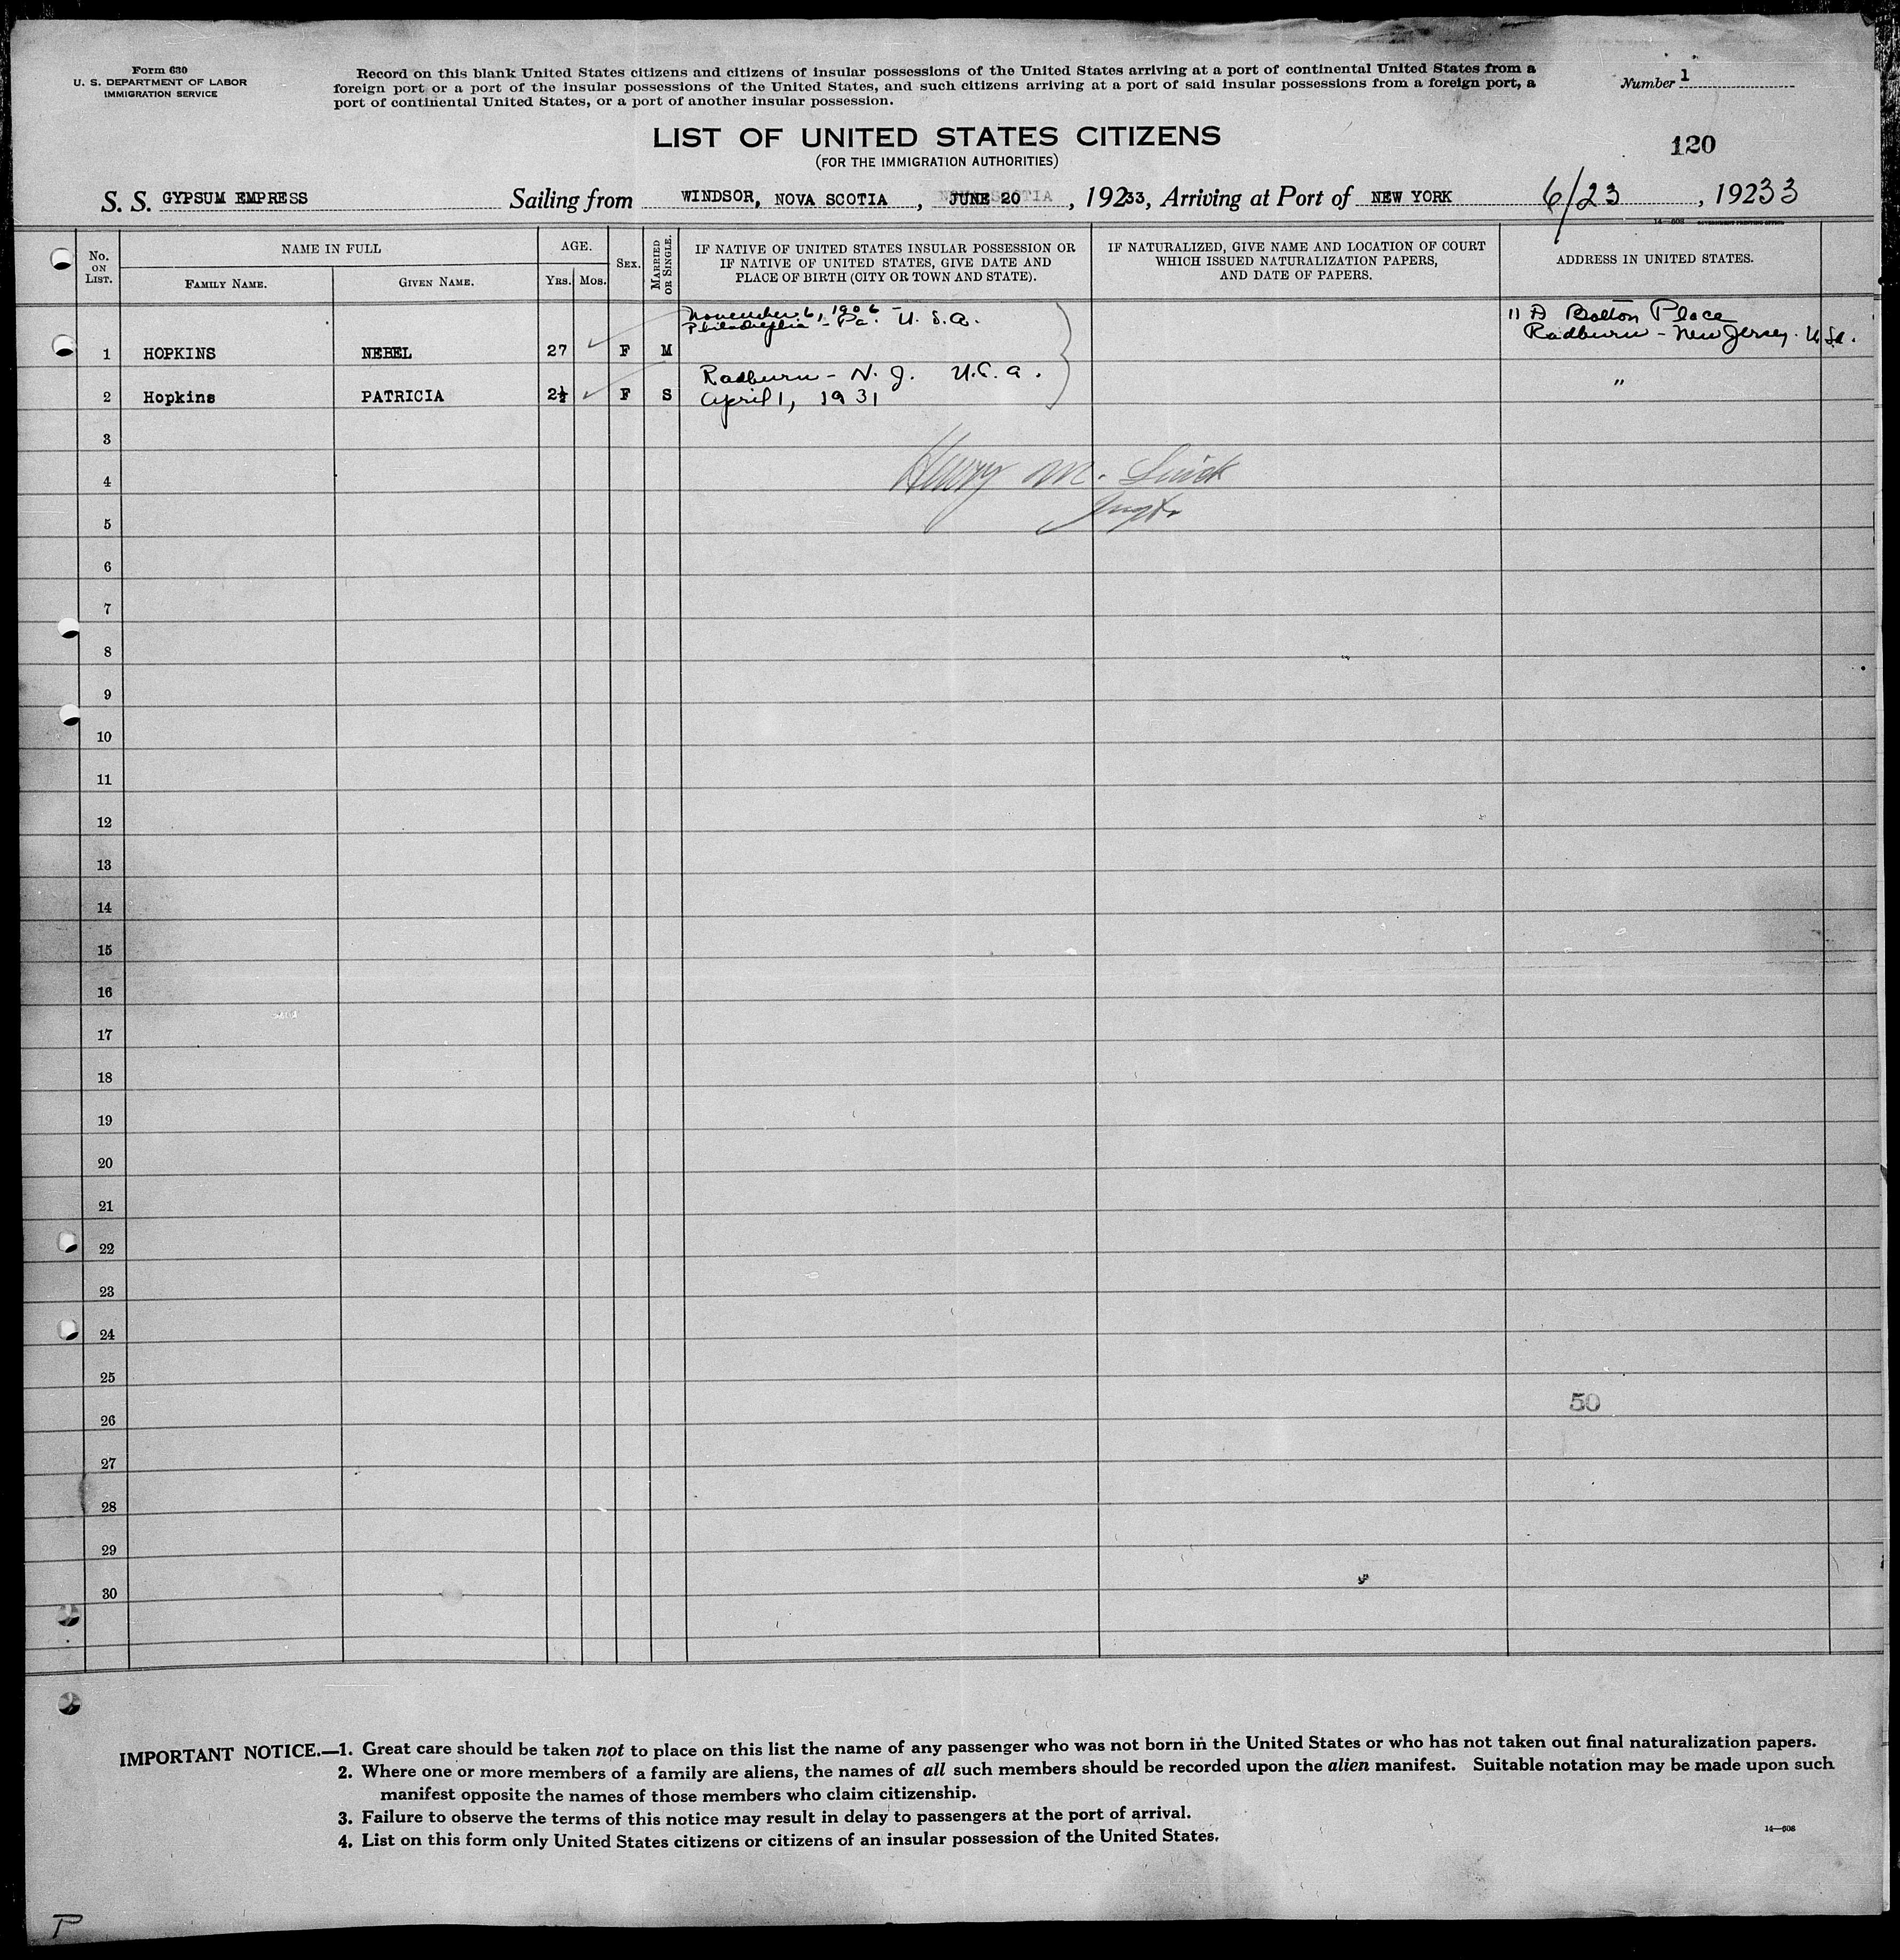 Form 630
U. S. DEPARTMENT OF LABOR
IMMIGRATION SERVICE
Record on this blank United States citizens and citizens of insular possessions of the United States arriving at a port of continental United States from a
foreign port or a port of the insular possessions of the United States, and such citizens arriving at a port of said insular possessions from a foreign port, a
port of continental United States, or a port of another insular possession.
Number 1
LIST OF UNITED STATES CITIZENS
(FOR THE IMMIGRATION AUTHORITIES)
120
S. S. GYPSUM EMPRESS Sailing from WINDSOR, NOVA SCOTIA, JUNE 20, 19233, Arriving at Port of NEW YORK 6/23, 19233
14-608 GOVERNMENT PRINTING OFFICE
No. ON LIST.
NAME IN FULL
FAMILY NAME.
GIVEN NAME.
AGE.
YRS.
MOS.
SEX.
MARRIED OR SINGLE.
IF NATIVE OF UNITED STATES INSULAR POSSESSION OR
IF NATIVE OF UNITED STATES, GIVE DATE AND
PLACE OF BIRTH (CITY OR TOWN AND STATE).
IF NATURALIZED, GIVE NAME AND LOCATION OF COURT
WHICH ISSUED NATURALIZATION PAPERS,
AND DATE OF PAPERS.
ADDRESS IN UNITED STATES.
November 6, 1906 -
Philadelphia - Pa. U. S. A.
11 D Bolton Place
Radburn - New Jersey. U.S.A.
1 HOPKINS NEBEL 27 F M
Radburn - N. J. U. S. A.
2 Hopkins PATRICIA 2½ F S April 1, 1931 "
3
Henry M.
4
5
6
7
8
9
10
11
12
13
14
15
16
17
18
19
20
21
22
23
24
25
50
26
27
28
29
30
IMPORTANT NOTICE.—1. Great care should be taken not to place on this list the name of any passenger who was not born in the United States or who has not taken out final naturalization papers.
2. Where one or more members of a family are aliens, the names of all such members should be recorded upon the alien manifest. Suitable notation may be made upon such
manifest opposite the names of those members who claim citizenship.
3. Failure to observe the terms of this notice may result in delay to passengers at the port of arrival.
4. List on this form only United States citizens or citizens of an insular possession of the United States.
14—608
P